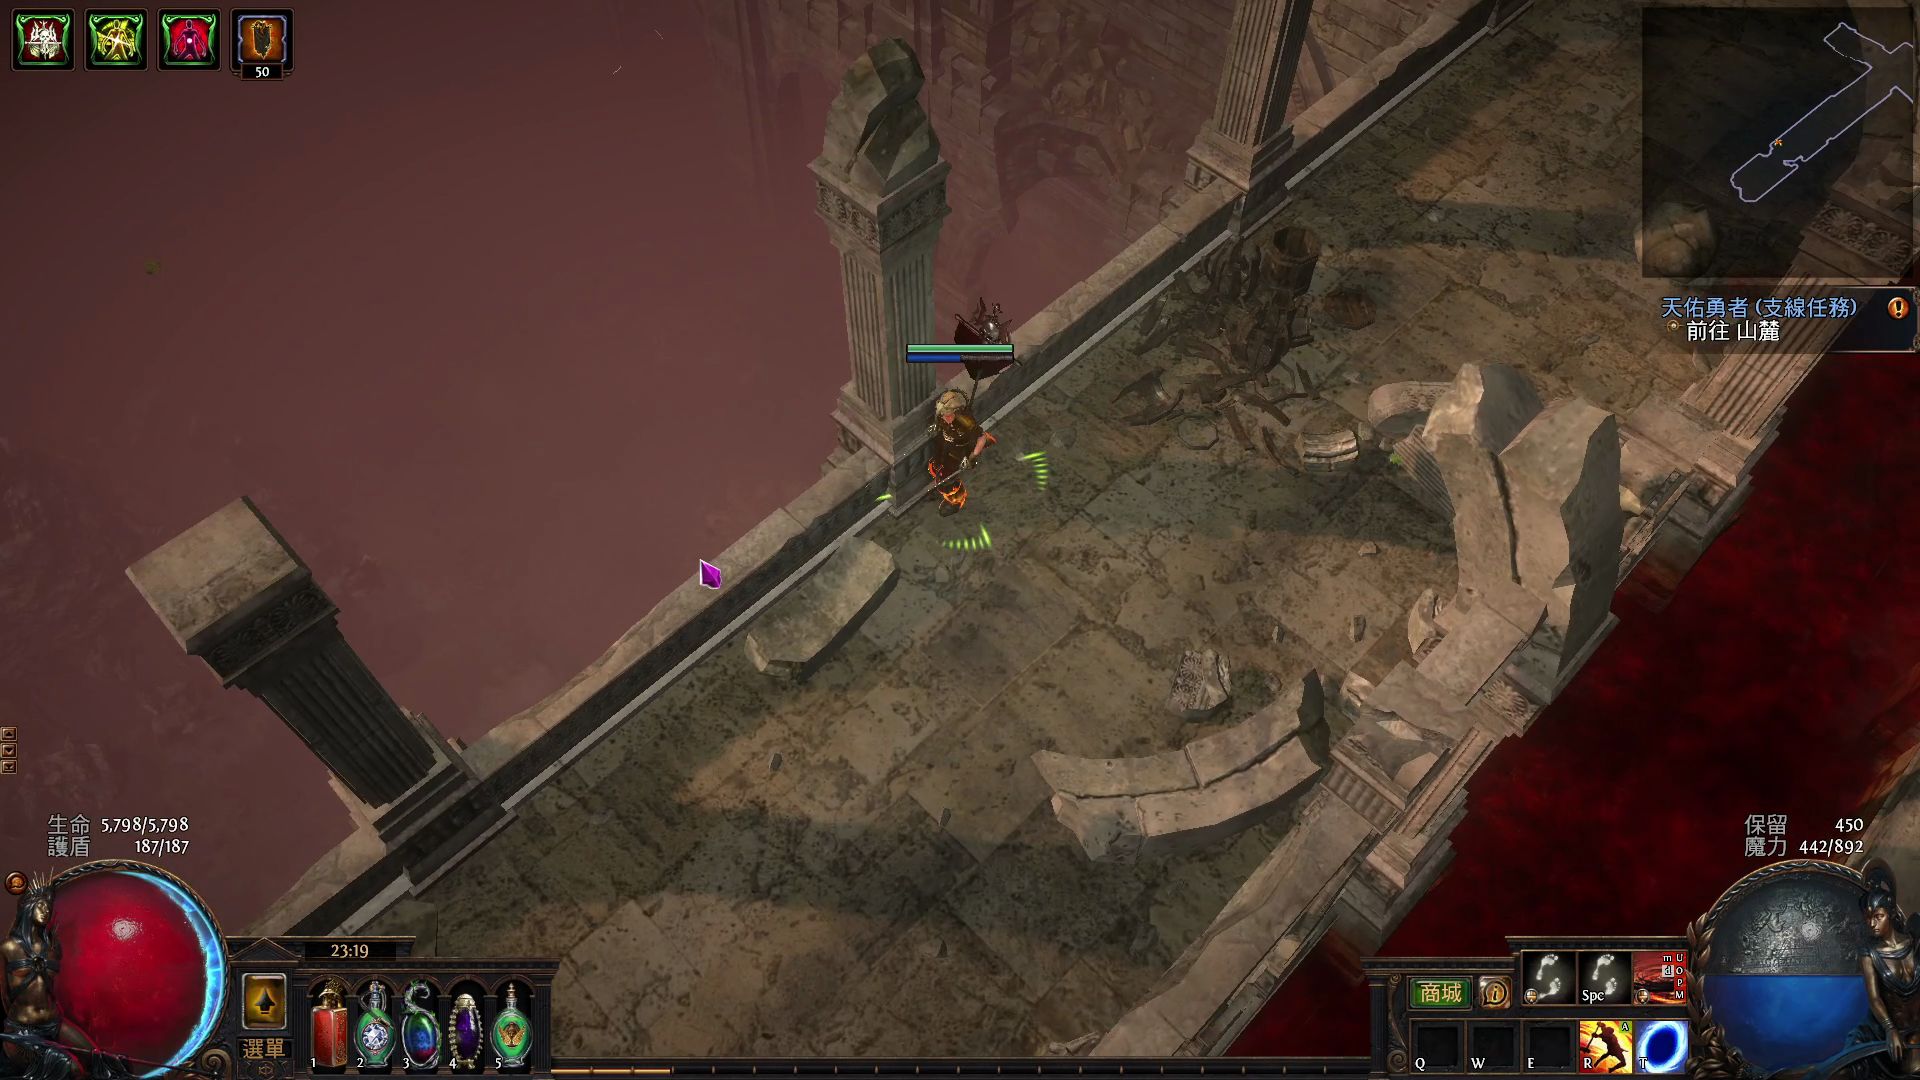 50
天佑勇者 (支線任務)
前往 山麓
生命 5,798/5,798
護盾 187/187
保留 450
魔力 442/892
23:19
選單
1 2 3 4 5
商城
Spc
m U
d O
P
M
Q W E R A T